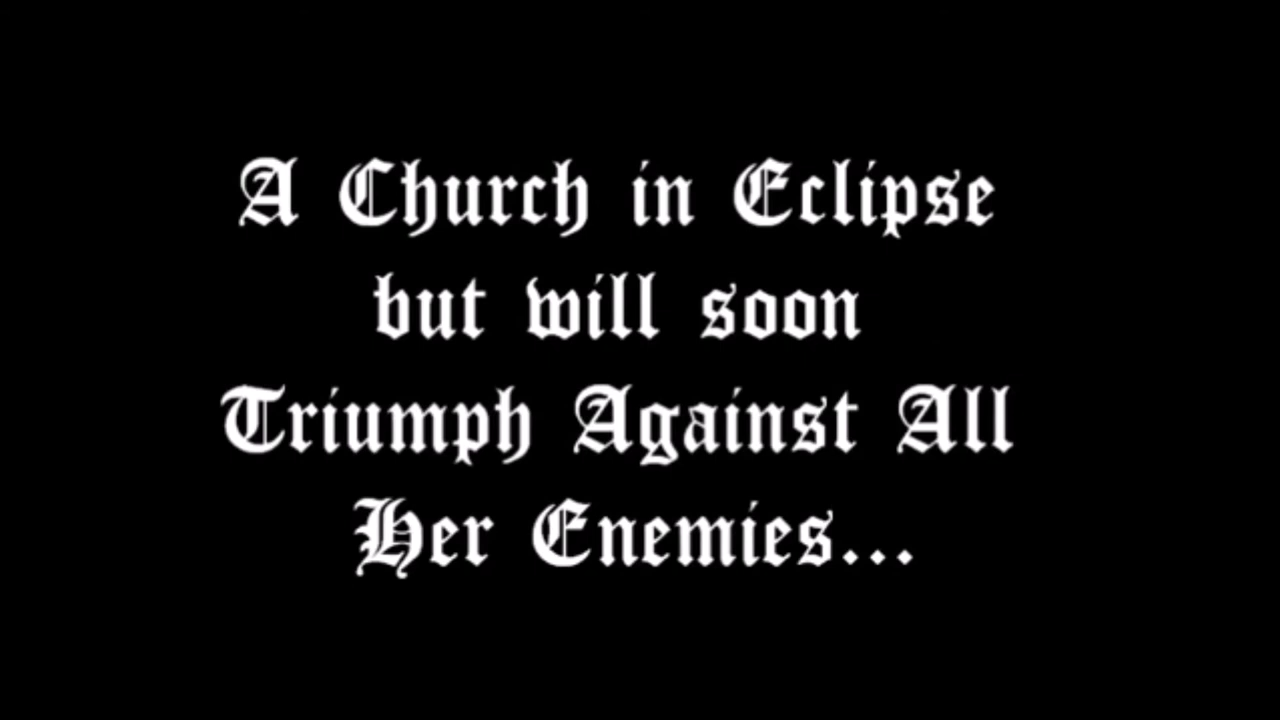 A Church in Eclipse
but will soon
Triumph Against All
Her Enemies...